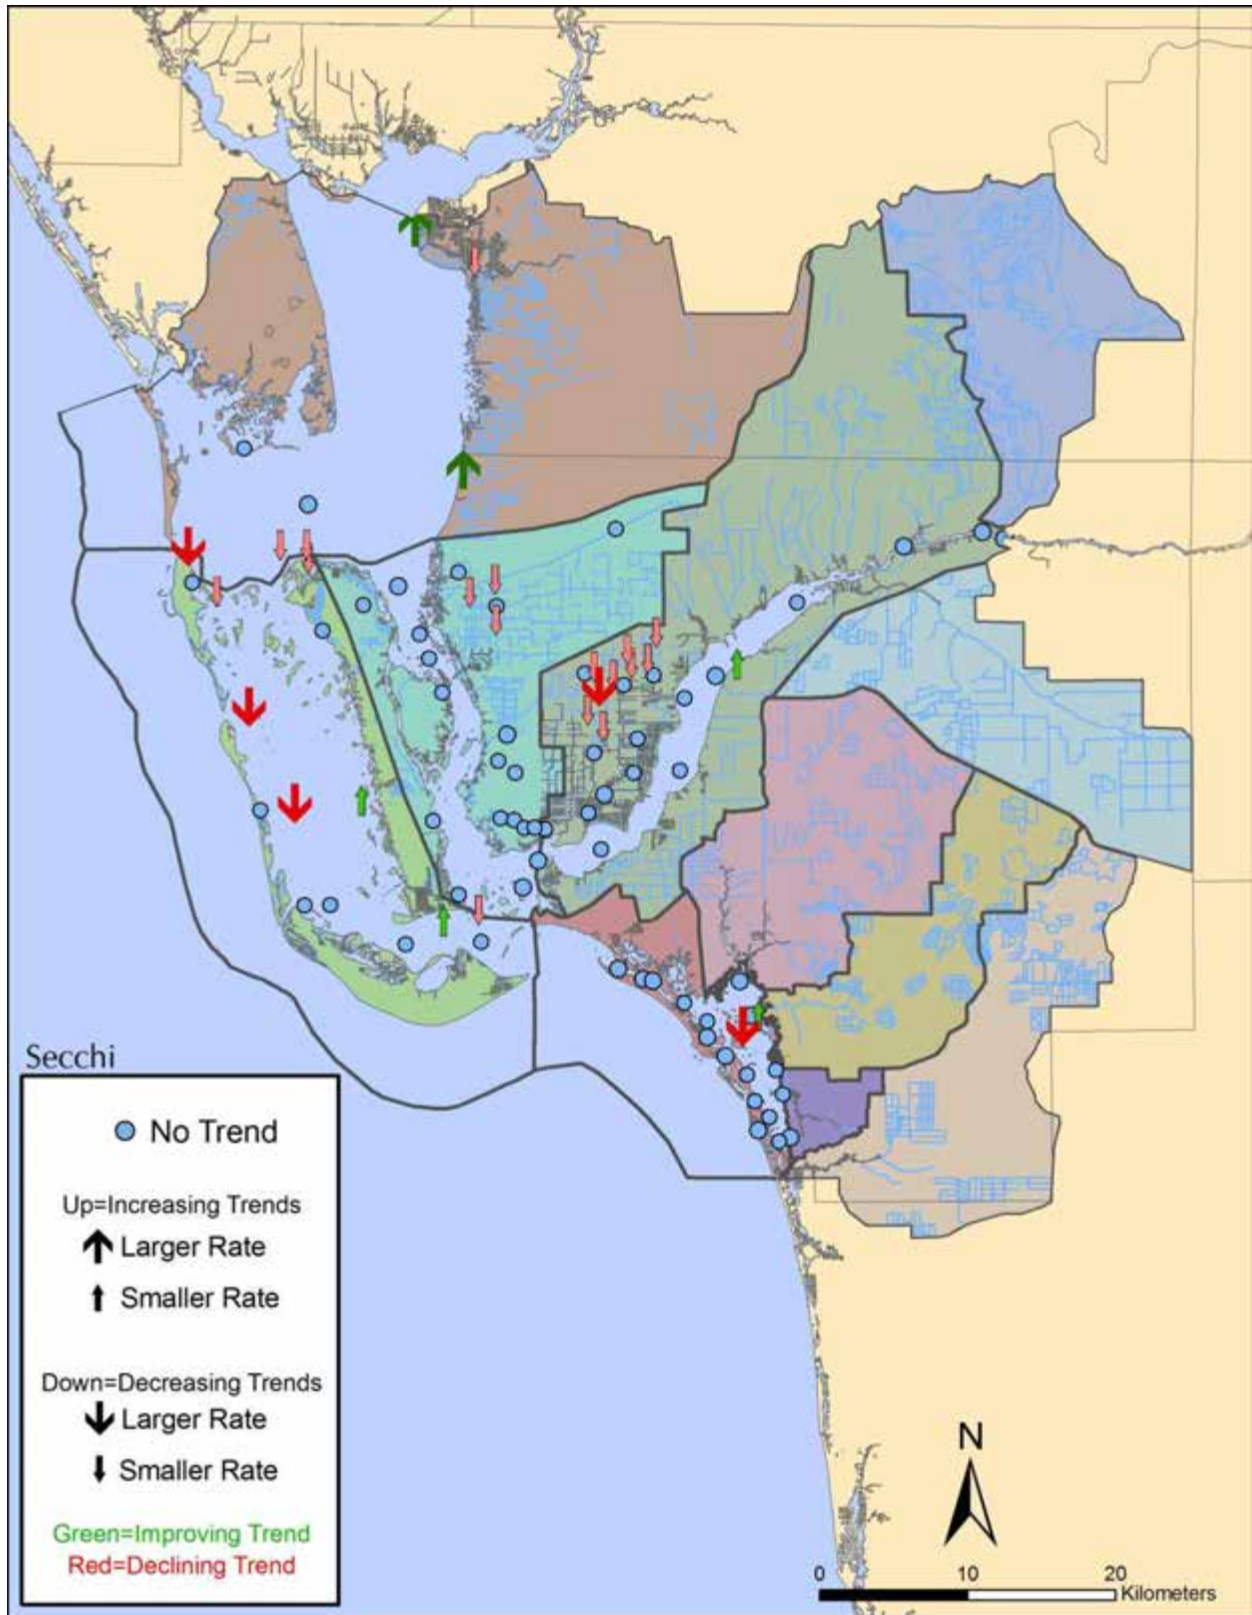 Secchi
No Trend
Up=Increasing Trends
Larger Rate
Smaller Rate
Down=Decreasing Trends
Larger Rate
Smaller Rate
Green=Improving Trend
Red=Declining Trend
N
0 10 20
Kilometers